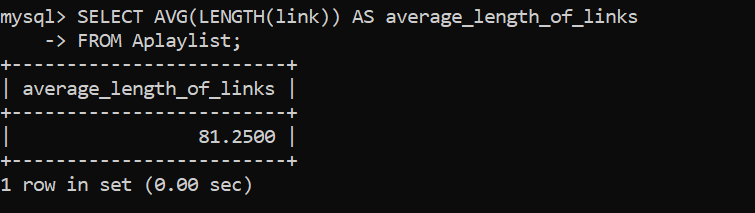 mysql> SELECT AVG(LENGTH(link)) AS average_length_of_links
    -> FROM Aplaylist;
+-------------------------+
| average_length_of_links |
+-------------------------+
|                 81.2500 |
+-------------------------+
1 row in set (0.00 sec)